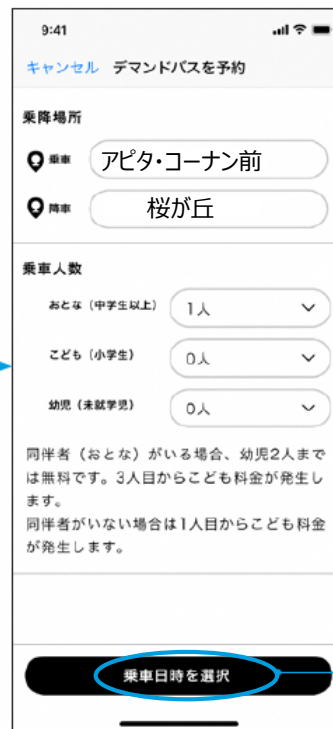 9:41
キャンセル デマンドバスを予約
乗降場所
乗車 アピタ・コーナン前
降車 桜が丘
乗車人数
おとな（中学生以上） 1人
こども（小学生） 0人
幼児（未就学児） 0人
同伴者（おとな）がいる場合、幼児2人まで
は無料です。3人目からこども料金が発生し
ます。
同伴者がいない場合は1人目からこども料金
が発生します。
乗車日時を選択